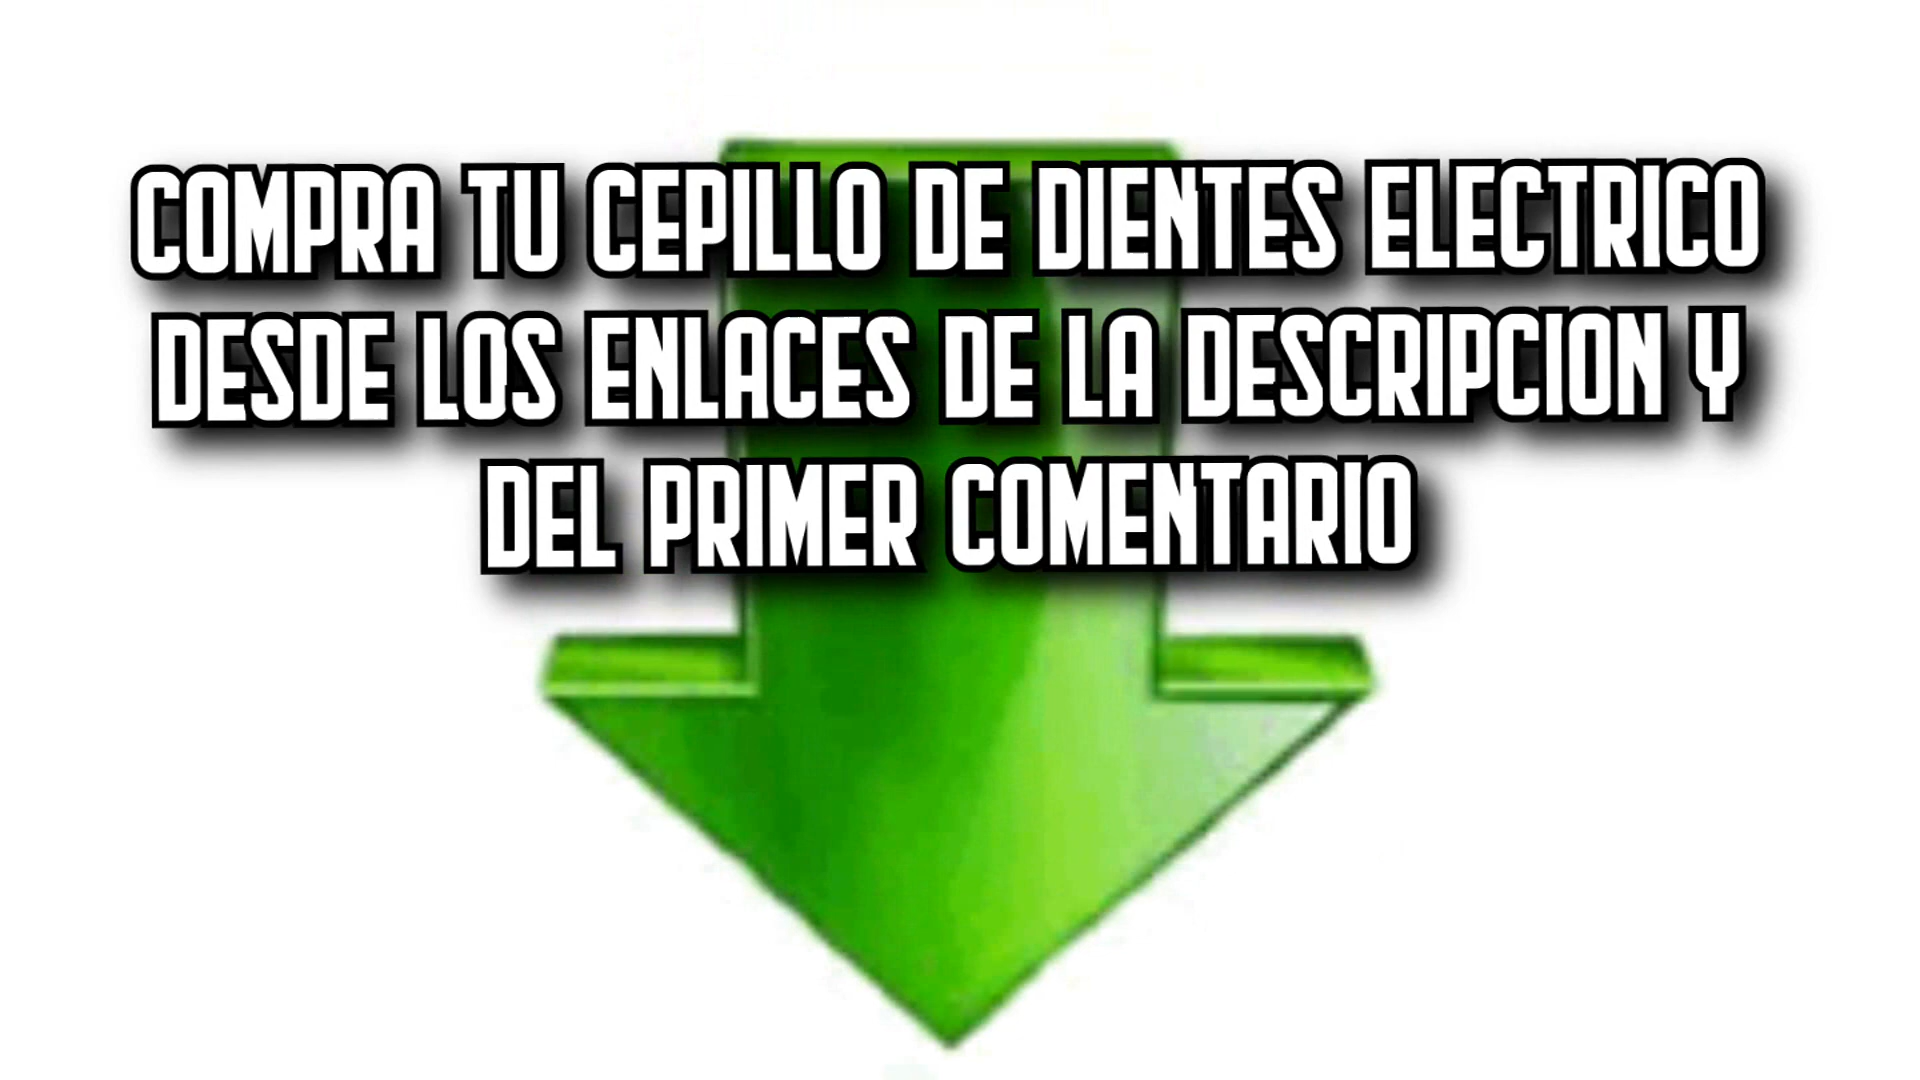 COMPRA TU CEPILLO DE DIENTES ELECTRICO
DESDE LOS ENLACES DE LA DESCRIPCION Y
DEL PRIMER COMENTARIO